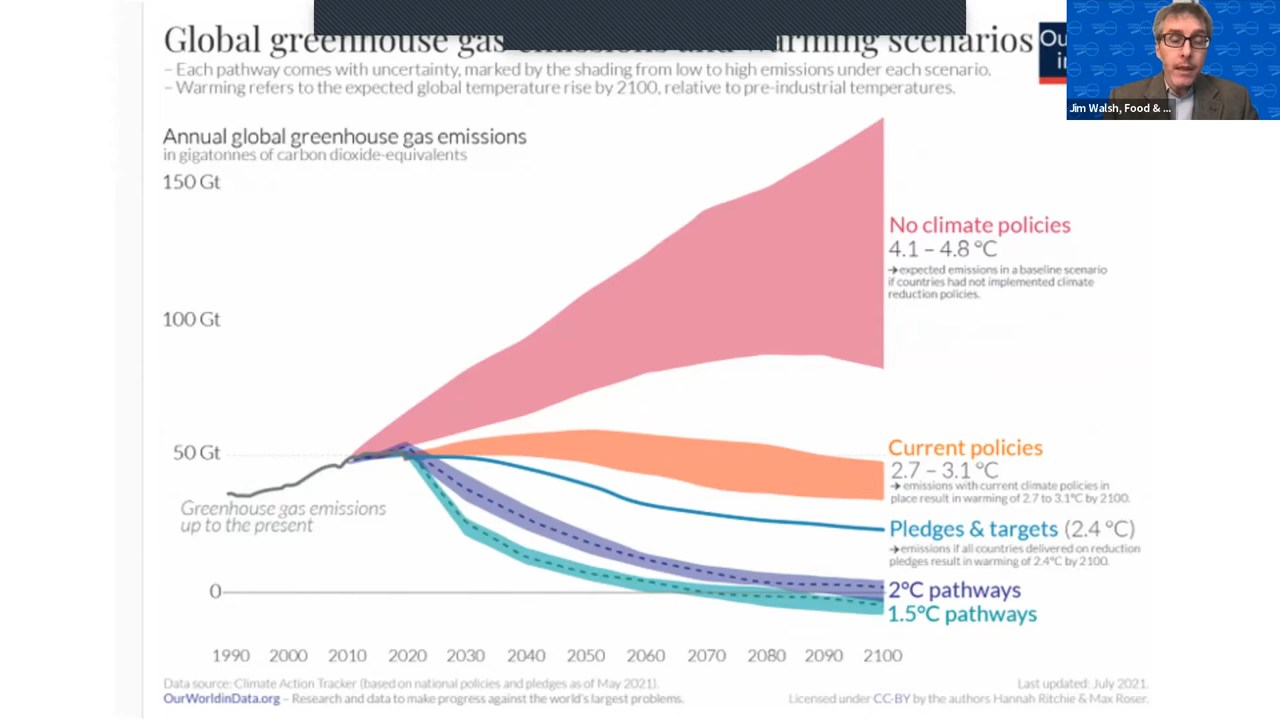 Global greenhouse gas emissions and warming scenarios
– Each pathway comes with uncertainty, marked by the shading from low to high emissions under each scenario.
– Warming refers to the expected global temperature rise by 2100, relative to pre-industrial temperatures.
Our
in
Jim Walsh, Food & ...
Annual global greenhouse gas emissions
in gigatonnes of carbon dioxide-equivalents
150 Gt
100 Gt
50 Gt
0
Greenhouse gas emissions
up to the present
No climate policies
4.1 – 4.8 °C
→expected emissions in a baseline scenario
if countries had not implemented climate
reduction policies.
Current policies
2.7 – 3.1 °C
→ emissions with current climate policies in
place result in warming of 2.7 to 3.1°C by 2100.
Pledges & targets (2.4 °C)
→emissions if all countries delivered on reduction
pledges result in warming of 2.4°C by 2100.
2°C pathways
1.5°C pathways
1990 2000 2010 2020 2030 2040 2050 2060 2070 2080 2090 2100
Data source: Climate Action Tracker (based on national policies and pledges as of May 2021).
OurWorldinData.org – Research and data to make progress against the world's largest problems.
Last updated: July 2021.
Licensed under CC-BY by the authors Hannah Ritchie & Max Roser.